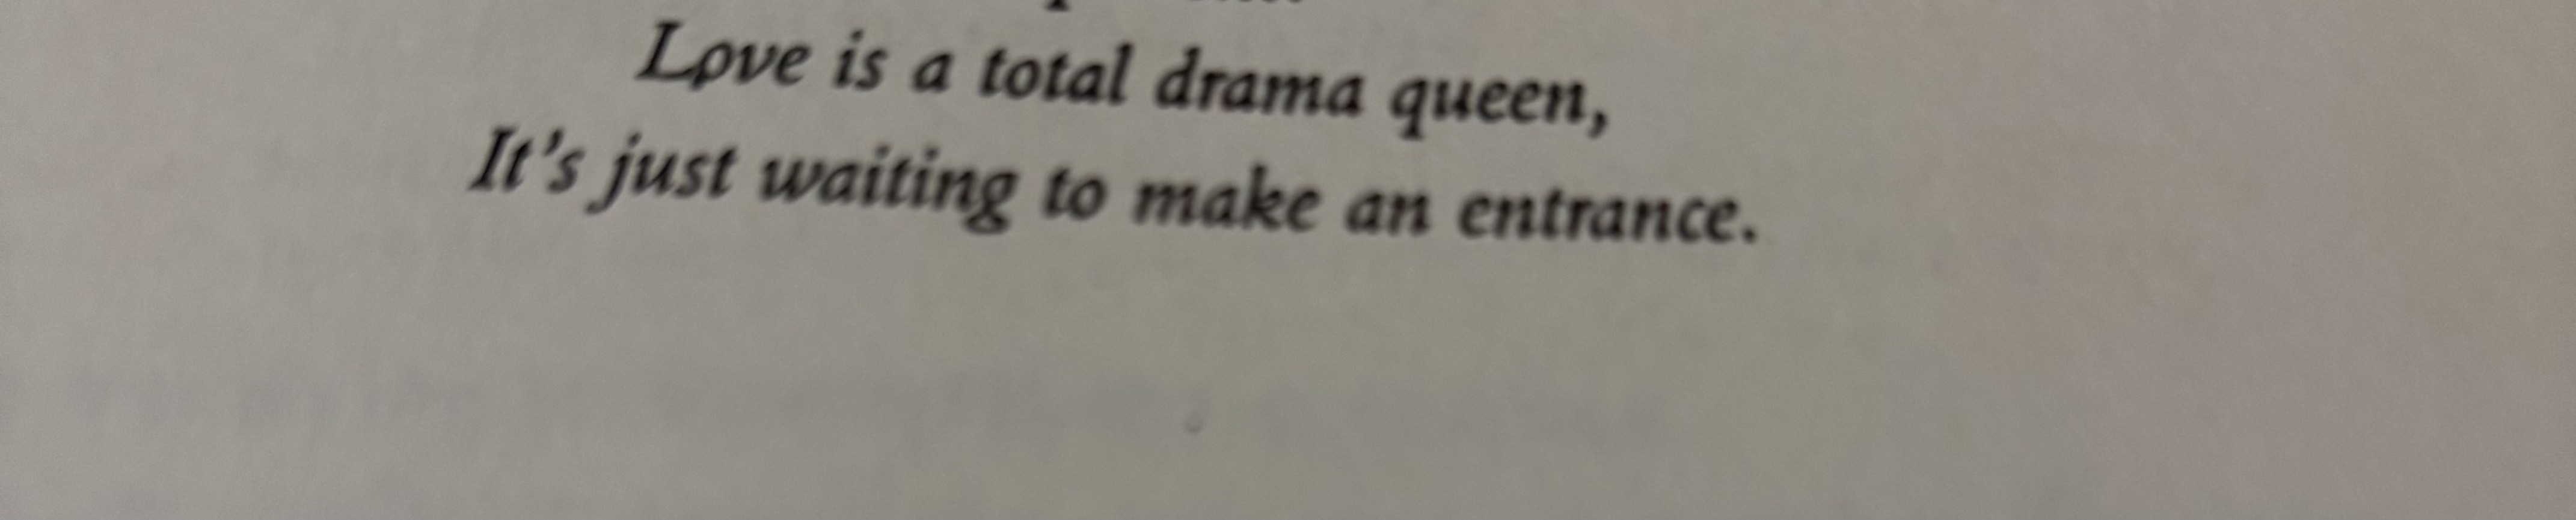 Love is a total drama queen,
It's just waiting to make an entrance.